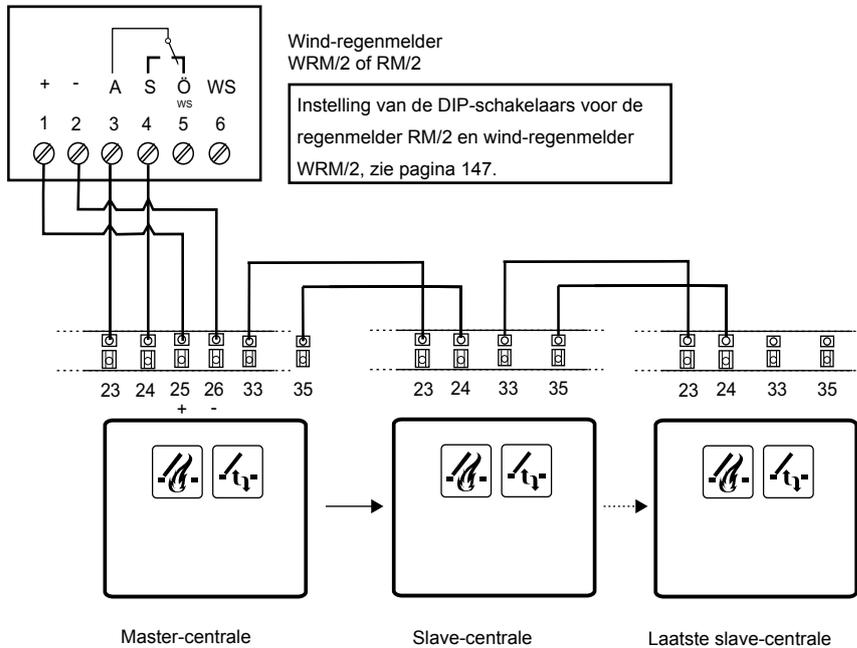 Wind-regenmelder
WRM/2 of RM/2
Instelling van de DIP-schakelaars voor de
regenmelder RM/2 en wind-regenmelder
WRM/2, zie pagina 147.
+ - A S Ö WS
WS
1 2 3 4 5 6
23 24 25 26 33 35 23 24 33 35 23 24 33 35
+ -
Master-centrale Slave-centrale Laatste slave-centrale